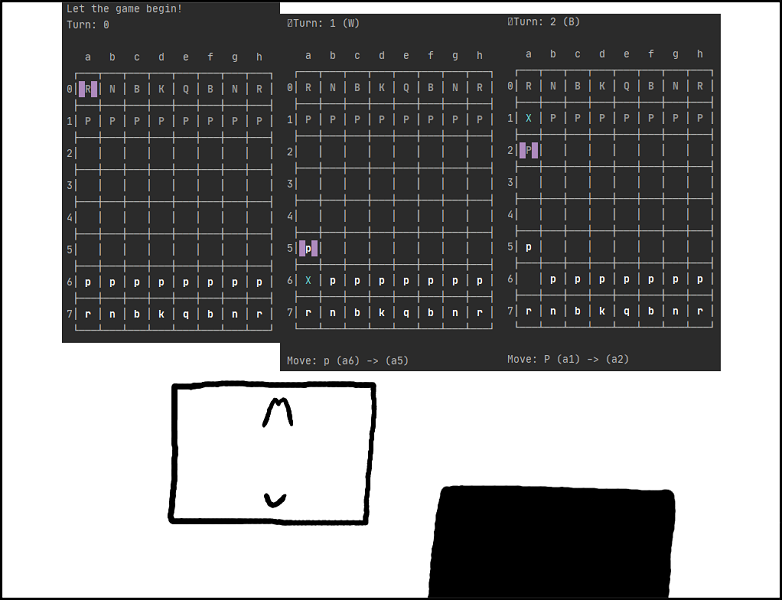 Let the game begin!
Turn: 0
a b c d e f g h
0 R N B K Q B N R
1 P P P P P P P P
2
3
4
5
6 p p p p p p p p
7 r n b k q b n r
Turn: 1 (W)
a b c d e f g h
0 R N B K Q B N R
1 P P P P P P P P
2
3
4
5 p
6 X p p p p p p p
7 r n b k q b n r
Move: p (a6) -> (a5)
Turn: 2 (B)
a b c d e f g h
0 R N B K Q B N R
1 X P P P P P P P
2 P
3
4
5 p
6 p p p p p p p
7 r n b k q b n r
Move: P (a1) -> (a2)